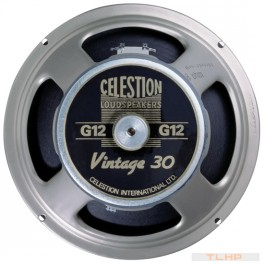 CELESTION
LOUDSPEAKERS
G12 G12
Vintage 30
CELESTION INTERNATIONAL LTD.
TLHP